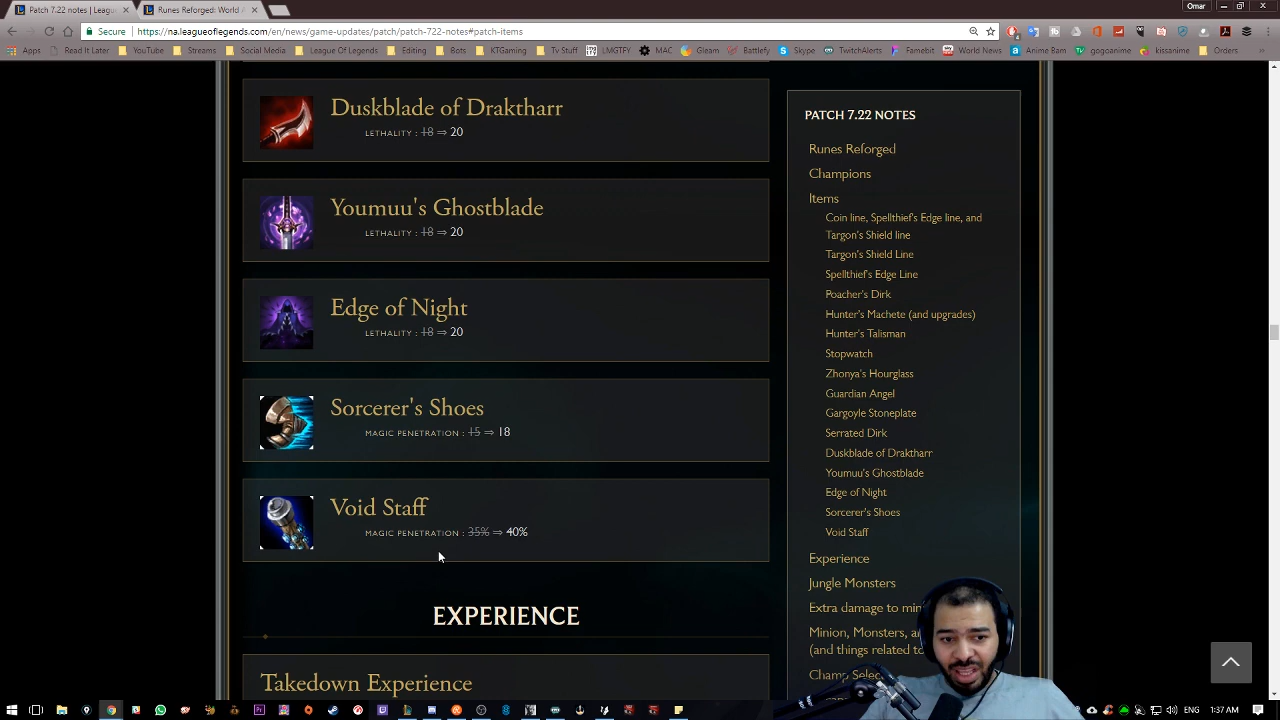 Patch 7.22 notes | Leagu
Runes Reforged: World A
Omar
Secure
https://na.leagueoflegends.com/en/news/game-updates/patch/patch-722-notes#patch-items
Apps
Read It Later
YouTube
Streams
Social Media
League Of Legends
Editing
Bots
KTGaming
Tv Stuff
LMGTFY
MAC
Gleam
Battlefy
Skype
TwitchAlerts
Famebit
World News
Anime Bam
gogoanime
kissanime
Orders
Duskblade of Draktharr
LETHALITY : 18 ⇒ 20
Youmuu's Ghostblade
LETHALITY : 18 ⇒ 20
Edge of Night
LETHALITY : 18 ⇒ 20
Sorcerer's Shoes
MAGIC PENETRATION : 15 ⇒ 18
Void Staff
MAGIC PENETRATION : 35% ⇒ 40%
EXPERIENCE
Takedown Experience
PATCH 7.22 NOTES
Runes Reforged
Champions
Items
Coin line, Spellthief's Edge line, and
Targon's Shield line
Targon's Shield Line
Spellthief's Edge Line
Poacher's Dirk
Hunter's Machete (and upgrades)
Hunter's Talisman
Stopwatch
Zhonya's Hourglass
Guardian Angel
Gargoyle Stoneplate
Serrated Dirk
Duskblade of Draktharr
Youmuu's Ghostblade
Edge of Night
Sorcerer's Shoes
Void Staff
Experience
Jungle Monsters
Extra damage to min
Minion, Monsters, a
(and things related to
Champ Selec
ENG
1:37 AM